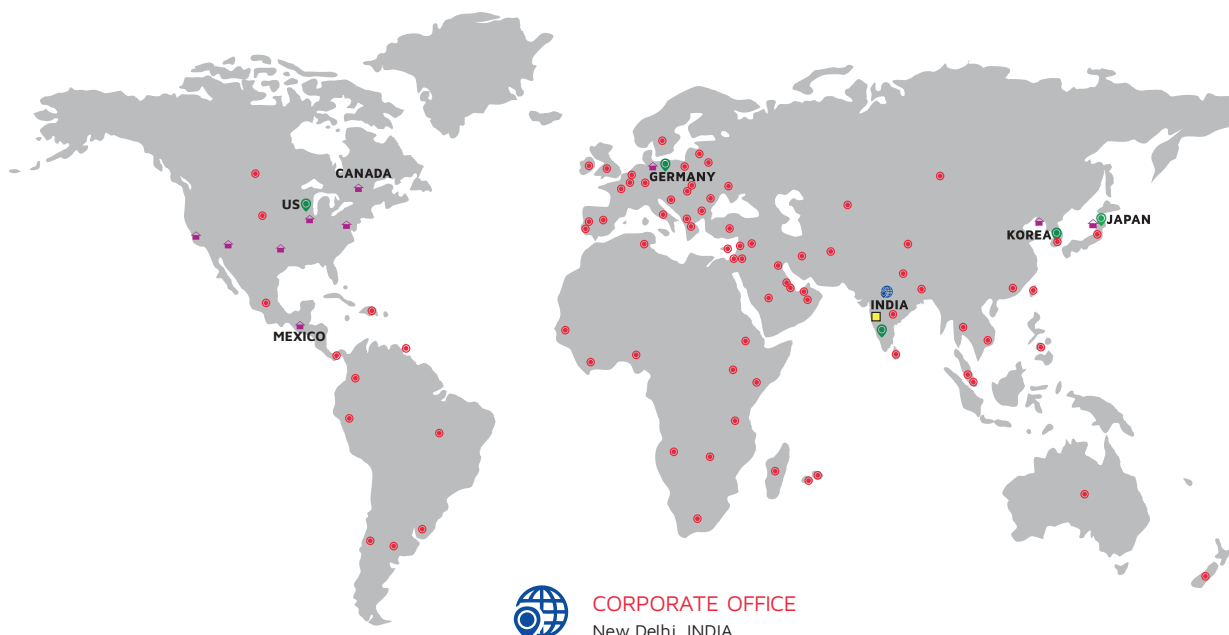 CANADA
US
GERMANY
JAPAN
KOREA
INDIA
MEXICO
CORPORATE OFFICE
New Delhi, INDIA